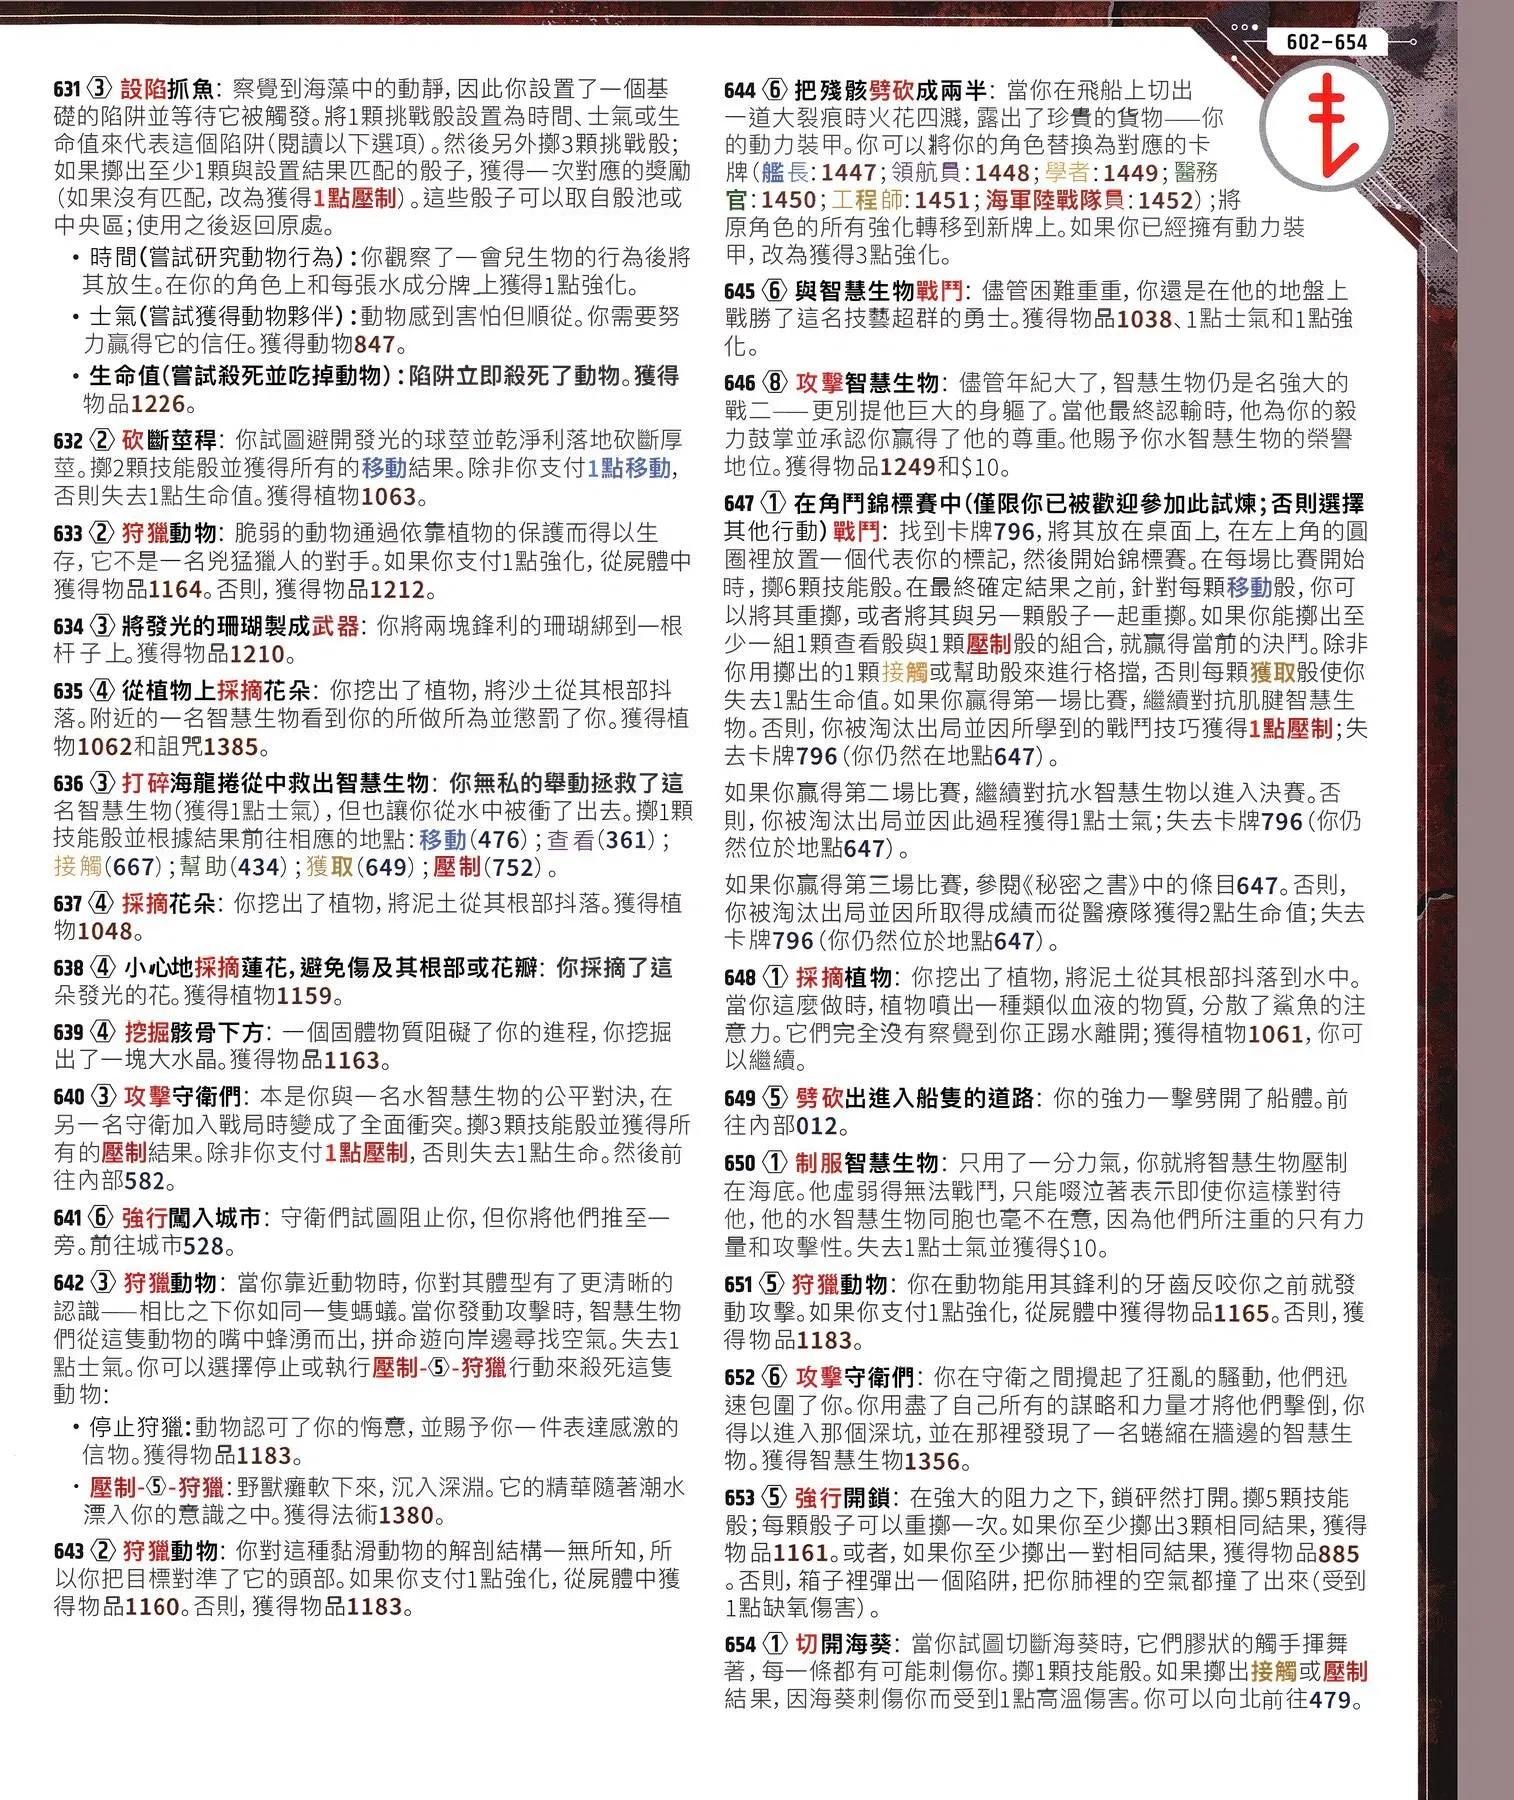 602–654
631 ③ 設陷抓魚：察覺到海藻中的動靜，因此你設置了一個基
礎的陷阱並等待它被觸發。將1顆挑戰骰設置為時間、士氣或生
命值來代表這個陷阱（閱讀以下選項）。然後另外擲3顆挑戰骰；
如果擲出至少1顆與設置結果匹配的骰子，獲得一次對應的獎勵
（如果沒有匹配，改為獲得1點壓制）。這些骰子可以取自骰池或
中央區；使用之後返回原處。
• 時間（嘗試研究動物行為）：你觀察了一會兒生物的行為後將
其放生。在你的角色上和每張水成分牌上獲得1點強化。
• 士氣（嘗試獲得動物夥伴）：動物感到害怕但順從。你需要努
力贏得它的信任。獲得動物847。
• 生命值（嘗試殺死並吃掉動物）：陷阱立即殺死了動物。獲得
物品1226。
632 ② 砍斷莖稈：你試圖避開發光的球莖並乾淨利落地砍斷厚
莖。擲2顆技能骰並獲得所有的移動結果。除非你支付1點移動，
否則失去1點生命值。獲得植物1063。
633 ② 狩獵動物：脆弱的動物通過依靠植物的保護而得以生
存，它不是一名兇猛獵人的對手。如果你支付1點強化，從屍體中
獲得物品1164。否則，獲得物品1212。
634 ③ 將發光的珊瑚製成武器：你將兩塊鋒利的珊瑚綁到一根
杆子上。獲得物品1210。
635 ④ 從植物上採摘花朵：你挖出了植物，將沙土從其根部抖
落。附近的一名智慧生物看到你的所做所為並懲罰了你。獲得植
物1062和詛咒1385。
636 ③ 打碎海龍捲從中救出智慧生物：你無私的舉動拯救了這
名智慧生物（獲得1點士氣），但也讓你從水中被衝了出去。擲1顆
技能骰並根據結果前往相應的地點：移動（476）；查看（361）；
接觸（667）；幫助（434）；獲取（649）；壓制（752）。
637 ④ 採摘花朵：你挖出了植物，將泥土從其根部抖落。獲得植
物1048。
638 ④ 小心地採摘蓮花，避免傷及其根部或花瓣：你採摘了這
朵發光的花。獲得植物1159。
639 ④ 挖掘骸骨下方：一個固體物質阻礙了你的進程，你挖掘
出了一塊大水晶。獲得物品1163。
640 ③ 攻擊守衛們：本是你與一名水智慧生物的公平對決，在
另一名守衛加入戰局時變成了全面衝突。擲3顆技能骰並獲得所
有的壓制結果。除非你支付1點壓制，否則失去1點生命。然後前
往內部582。
641 ⑥ 強行闖入城市：守衛們試圖阻止你，但你將他們推至一
旁。前往城市528。
642 ③ 狩獵動物：當你靠近動物時，你對其體型有了更清晰的
認識——相比之下你如同一隻螞蟻。當你發動攻擊時，智慧生物
們從這隻動物的嘴中蜂湧而出，拼命遊向岸邊尋找空氣。失去1
點士氣。你可以選擇停止或執行壓制-⑤-狩獵行動來殺死這隻
動物：
• 停止狩獵：動物認可了你的悔意，並賜予你一件表達感激的
信物。獲得物品1183。
• 壓制-⑤-狩獵：野獸癱軟下來，沉入深淵。它的精華隨著潮水
漂入你的意識之中。獲得法術1380。
643 ② 狩獵動物：你對這種黏滑動物的解剖結構一無所知，所
以你把目標對準了它的頭部。如果你支付1點強化，從屍體中獲
得物品1160。否則，獲得物品1183。
644 ⑥ 把殘骸劈砍成兩半：當你在飛船上切出
一道大裂痕時火花四濺，露出了珍貴的貨物——你
的動力裝甲。你可以將你的角色替換為對應的卡
牌（艦長：1447；領航員：1448；學者：1449；醫務
官：1450；工程師：1451；海軍陸戰隊員：1452）；將
原角色的所有強化轉移到新牌上。如果你已經擁有動力裝
甲，改為獲得3點強化。
645 ⑥ 與智慧生物戰鬥：儘管困難重重，你還是在他的地盤上
戰勝了這名技藝超群的勇士。獲得物品1038、1點士氣和1點強
化。
646 ⑧ 攻擊智慧生物：儘管年紀大了，智慧生物仍是名強大的
戰二——更別提他巨大的身軀了。當他最終認輸時，他為你的毅
力鼓掌並承認你贏得了他的尊重。他賜予你水智慧生物的榮譽
地位。獲得物品1249和$10。
647 ① 在角鬥錦標賽中（僅限你已被歡迎參加此試煉；否則選擇
其他行動）戰鬥：找到卡牌796，將其放在桌面上，在左上角的圓
圈裡放置一個代表你的標記，然後開始錦標賽。在每場比賽開始
時，擲6顆技能骰。在最終確定結果之前，針對每顆移動骰，你可
以將其重擲，或者將其與另一顆骰子一起重擲。如果你能擲出至
少一組1顆查看骰與1顆壓制骰的組合，就贏得當前的決鬥。除非
你用擲出的1顆接觸或幫助骰來進行格擋，否則每顆獲取骰使你
失去1點生命值。如果你贏得第一場比賽，繼續對抗肌腱智慧生
物。否則，你被淘汰出局並因所學到的戰鬥技巧獲得1點壓制；失
去卡牌796（你仍然在地點647）。
如果你贏得第二場比賽，繼續對抗水智慧生物以進入決賽。否
則，你被淘汰出局並因此過程獲得1點士氣；失去卡牌796（你仍
然位於地點647）。
如果你贏得第三場比賽，參閱《秘密之書》中的條目647。否則，
你被淘汰出局並因所取得成績而從醫療隊獲得2點生命值；失去
卡牌796（你仍然位於地點647）。
648 ① 採摘植物：你挖出了植物，將泥土從其根部抖落到水中。
當你這麼做時，植物噴出一種類似血液的物質，分散了鯊魚的注
意力。它們完全沒有察覺到你正踢水離開；獲得植物1061，你可
以繼續。
649 ⑤ 劈砍出進入船隻的道路：你的強力一擊劈開了船體。前
往內部012。
650 ① 制服智慧生物：只用了一分力氣，你就將智慧生物壓制
在海底。他虛弱得無法戰鬥，只能啜泣著表示即使你這樣對待
他，他的水智慧生物同胞也毫不在意，因為他們所注重的只有力
量和攻擊性。失去1點士氣並獲得$10。
651 ⑤ 狩獵動物：你在動物能用其鋒利的牙齒反咬你之前就發
動攻擊。如果你支付1點強化，從屍體中獲得物品1165。否則，獲
得物品1183。
652 ⑥ 攻擊守衛們：你在守衛之間攪起了狂亂的騷動，他們迅
速包圍了你。你用盡了自己所有的謀略和力量才將他們擊倒，你
得以進入那個深坑，並在那裡發現了一名蜷縮在牆邊的智慧生
物。獲得智慧生物1356。
653 ⑤ 強行開鎖：在強大的阻力之下，鎖砰然打開。擲5顆技能
骰；每顆骰子可以重擲一次。如果你至少擲出3顆相同結果，獲得
物品1161。或者，如果你至少擲出一對相同結果，獲得物品885
。否則，箱子裡彈出一個陷阱，把你肺裡的空氣都撞了出來（受到
1點缺氧傷害）。
654 ① 切開海葵：當你試圖切斷海葵時，它們膠狀的觸手揮舞
著，每一條都有可能刺傷你。擲1顆技能骰。如果擲出接觸或壓制
結果，因海葵刺傷你而受到1點高溫傷害。你可以向北前往479。